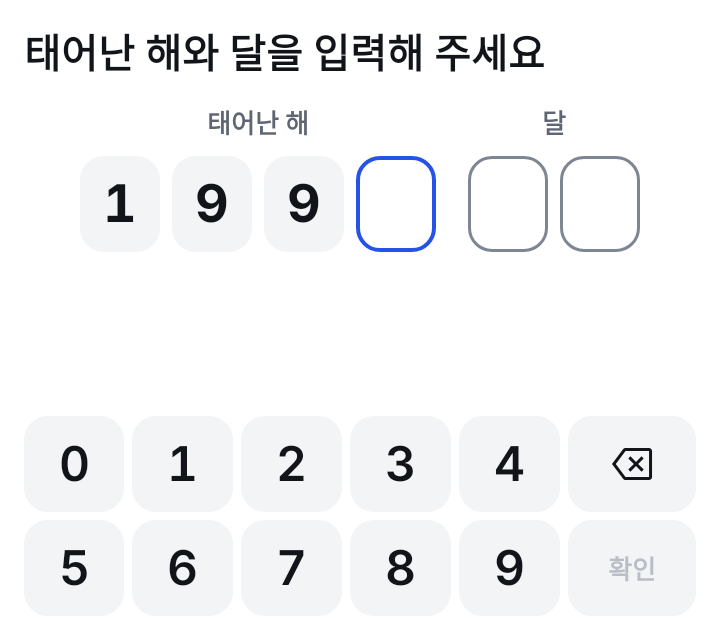 태어난 해와 달을 입력해 주세요
태어난 해 달
1 9 9
0 1 2 3 4
5 6 7 8 9 확인